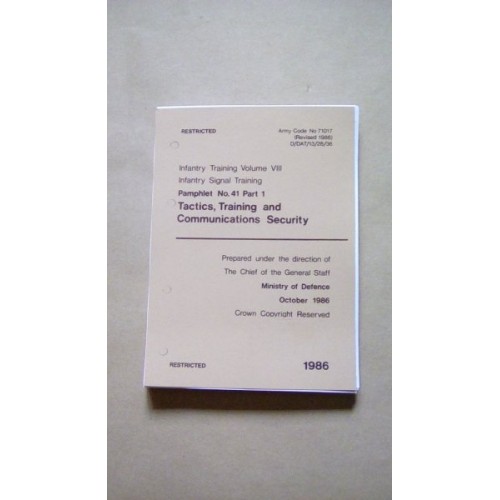 RESTRICTED
Army Code No 71017
(Revised 1986)
D/DAT/13/28/36
Infantry Training Volume VIII
Infantry Signal Training
Pamphlet No. 41 Part 1
Tactics, Training and
Communications Security
Prepared under the direction of
The Chief of the General Staff
Ministry of Defence
October 1986
Crown Copyright Reserved
RESTRICTED
1986